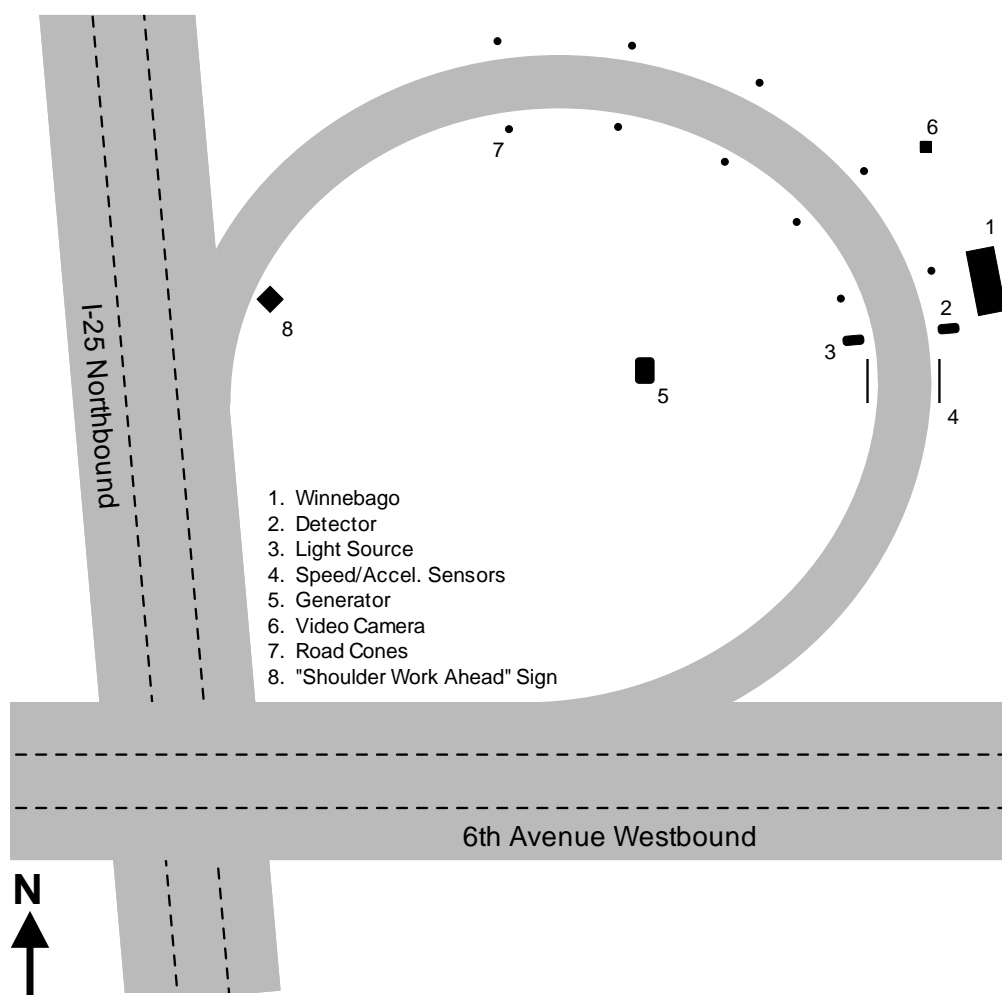 6
7
1
2
8
3
5
4
I-25 Northbound
1. Winnebago
2. Detector
3. Light Source
4. Speed/Accel. Sensors
5. Generator
6. Video Camera
7. Road Cones
8. "Shoulder Work Ahead" Sign
6th Avenue Westbound
N